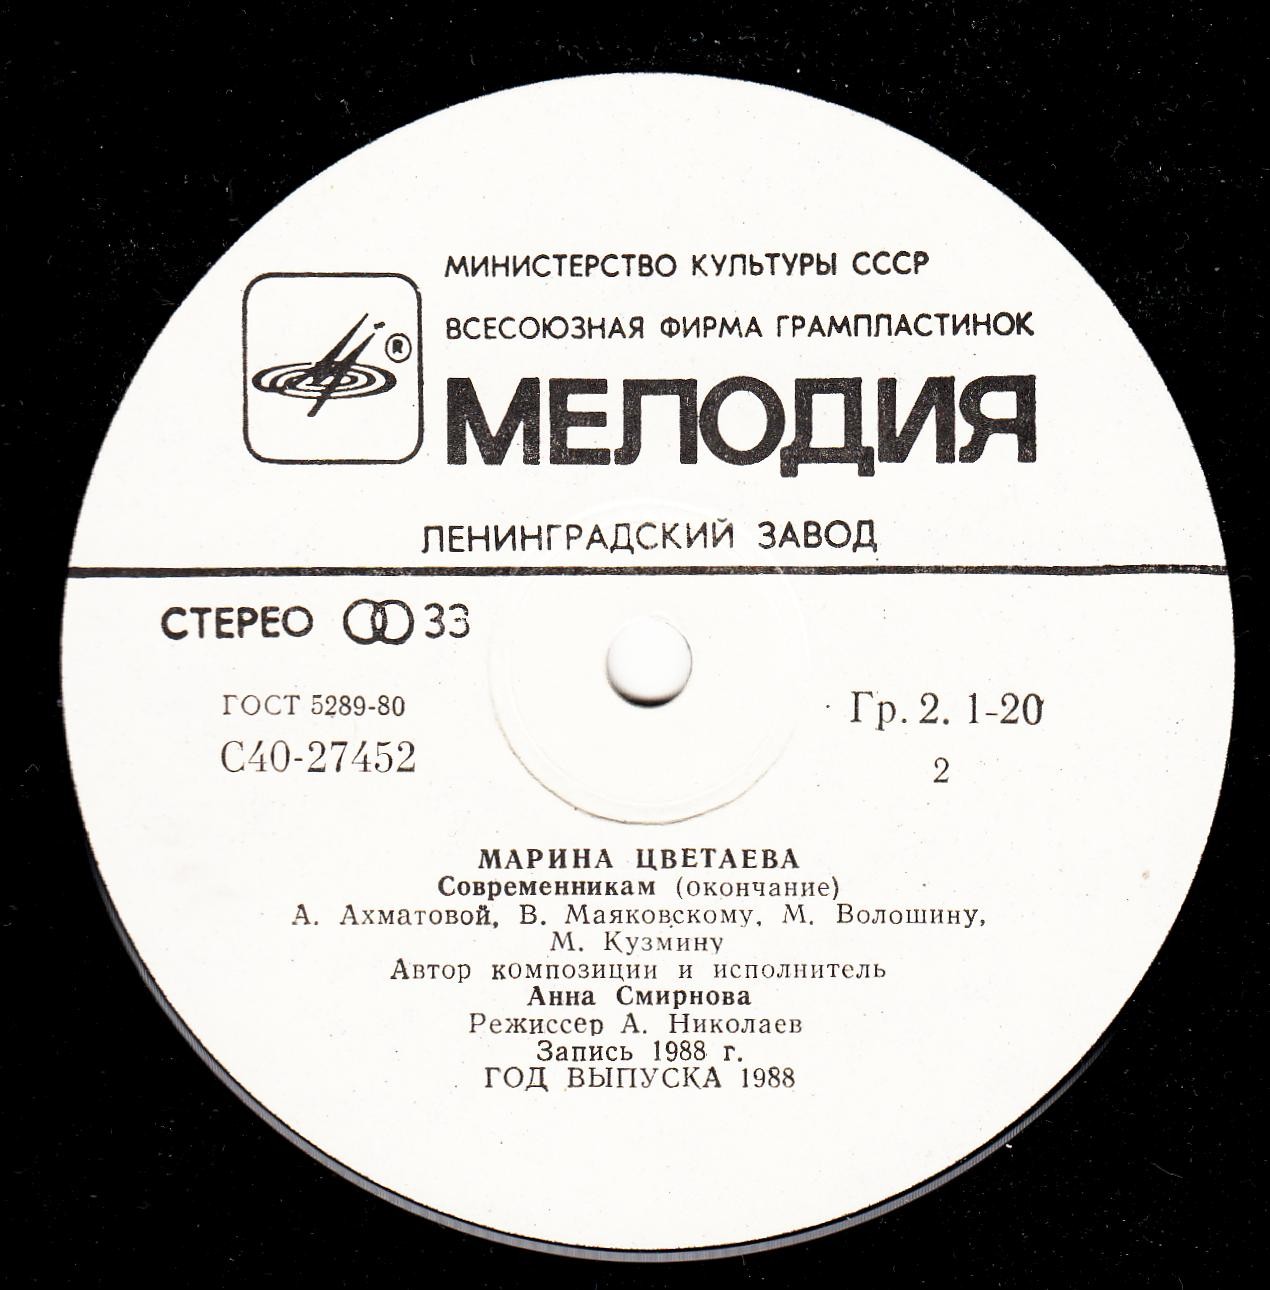 МИНИСТЕРСТВО КУЛЬТУРЫ СССР
ВСЕСОЮЗНАЯ ФИРМА ГРАМПЛАСТИНОК
®
МЕЛОДИЯ
ЛЕНИНГРАДСКИЙ ЗАВОД
СТЕРЕО 33
ГОСТ 5289-80
Гр. 2. 1-20
С40-27452
2
МАРИНА ЦВЕТАЕВА
Современникам (окончание)
А. Ахматовой, В. Маяковскому, М. Волошину,
М. Кузмину
Автор композиции и исполнитель
Анна Смирнова
Режиссер А. Николаев
Запись 1988 г.
ГОД ВЫПУСКА 1988